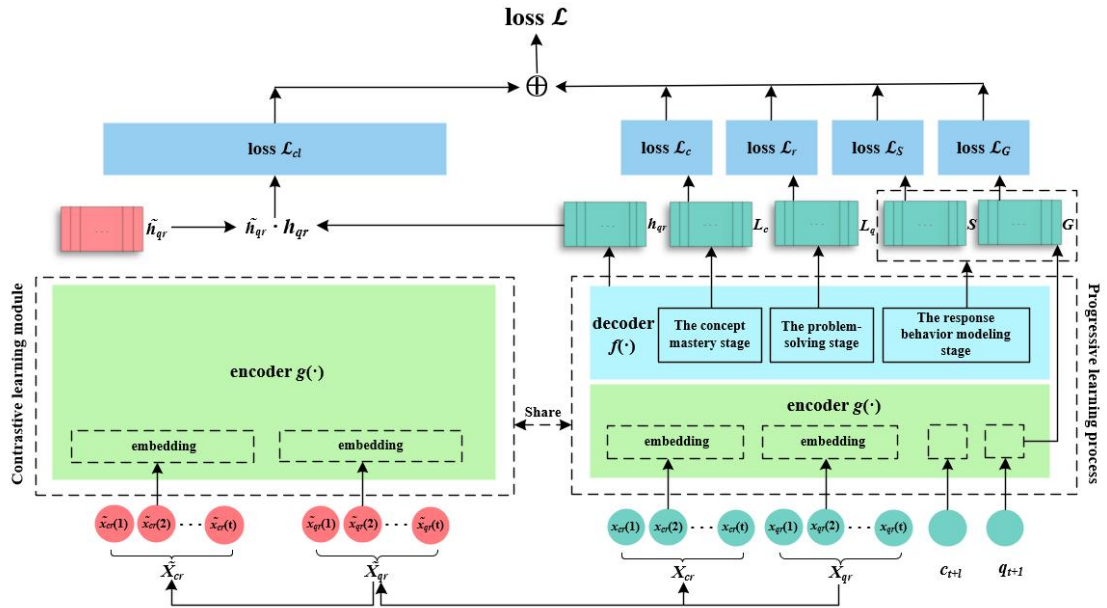 loss ℒ
⊕
loss ℒcl
loss ℒc
loss ℒr
loss ℒS
loss ℒG
...
h̃qr
h̃qr · hqr
...
hqr
...
Lc
...
Lq
...
S
...
G
Contrastive learning module
encoder g(·)
embedding
embedding
Share
decoder
f(·)
The concept
mastery stage
The problem-
solving stage
The response
behavior modeling
stage
encoder g(·)
embedding
embedding
Progressive learning process
x̃cr(1) x̃cr(2) ··· x̃cr(t)
x̃qr(1) x̃qr(2) ··· x̃qr(t)
xcr(1) xcr(2) ··· xcr(t)
xqr(1) xqr(2) ··· xqr(t)
X̃cr
X̃qr
Xcr
Xqr
ct+1
qt+1